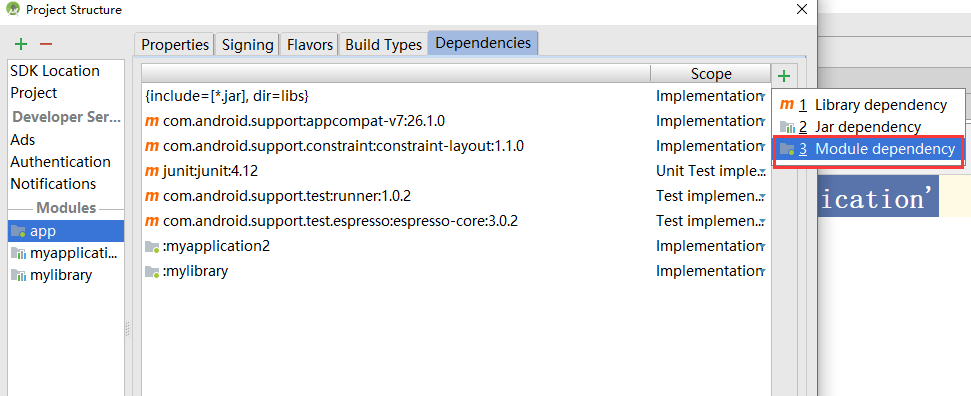 Project Structure
Properties
Signing
Flavors
Build Types
Dependencies
SDK Location
Project
Developer Ser...
Ads
Authentication
Notifications
Modules
app
myapplicati...
mylibrary
Scope
{include=[*.jar], dir=libs} Implementation
m com.android.support:appcompat-v7:26.1.0 Implementation
m com.android.support.constraint:constraint-layout:1.1.0 Implementation
m junit:junit:4.12 Unit Test imple...
m com.android.support.test:runner:1.0.2 Test implemen...
m com.android.support.test.espresso:espresso-core:3.0.2 Test implemen...
:myapplication2 Implementation
:mylibrary Implementation
m 1 Library dependency
2 Jar dependency
3 Module dependency
ication'